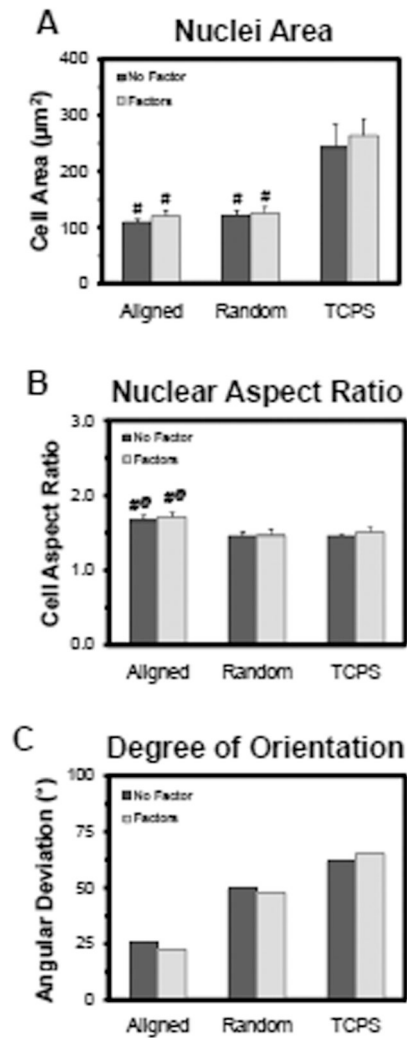 A
Nuclei Area
Cell Area (µm²)
400
300
200
100
0
No Factor
Factors
#
#
#
#
Aligned
Random
TCPS
B
Nuclear Aspect Ratio
Cell Aspect Ratio
3.0
2.0
1.0
0.0
No Factor
Factors
#@
#@
Aligned
Random
TCPS
C
Degree of Orientation
Angular Deviation (°)
100
75
50
25
0
No Factor
Factors
Aligned
Random
TCPS